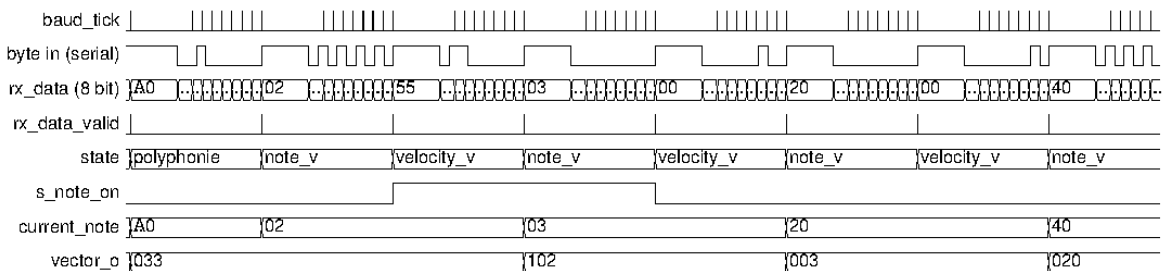 baud_tick
byte in (serial)
rx_data (8 bit) A0 02 55 03 00 20 00 40
rx_data_valid
state polyphonie note_v velocity_v note_v velocity_v note_v velocity_v note_v
s_note_on
current_note A0 02 03 20 40
vector_o 033 102 003 020